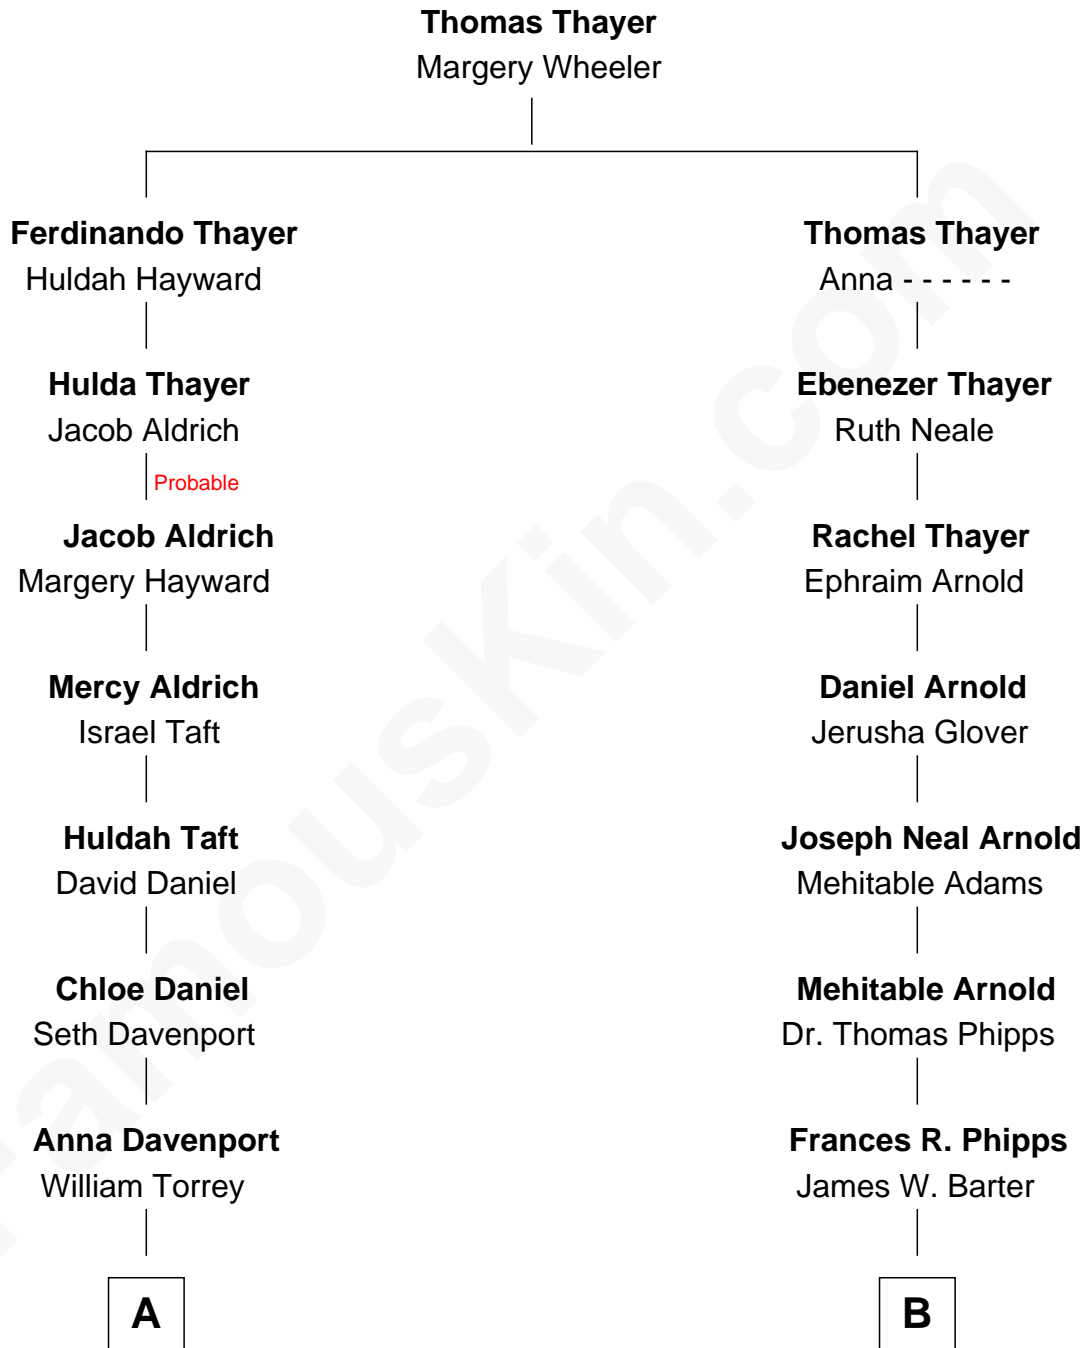 Thomas Thayer
Margery Wheeler
Ferdinando Thayer
Huldah Hayward
Thomas Thayer
Anna - - - - - -
Hulda Thayer
Jacob Aldrich
Ebenezer Thayer
Ruth Neale
Probable
Jacob Aldrich
Margery Hayward
Rachel Thayer
Ephraim Arnold
Mercy Aldrich
Israel Taft
Daniel Arnold
Jerusha Glover
Huldah Taft
David Daniel
Joseph Neal Arnold
Mehitable Adams
Chloe Daniel
Seth Davenport
Mehitable Arnold
Dr. Thomas Phipps
Anna Davenport
William Torrey
Frances R. Phipps
James W. Barter
A
B
FamousKin.com